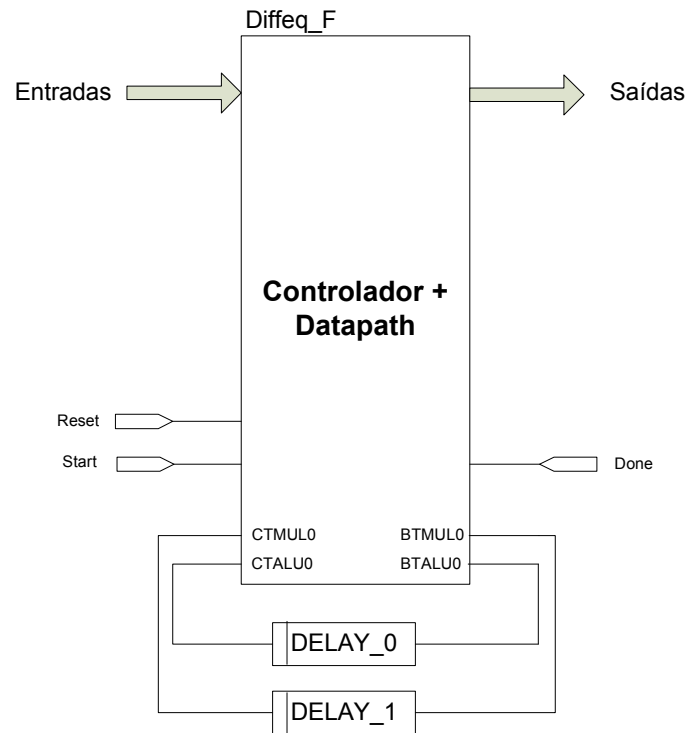 Diffeq_F
Entradas
Saídas
Controlador +
Datapath
Reset
Start
Done
CTMUL0
BTMUL0
CTALU0
BTALU0
DELAY_0
DELAY_1